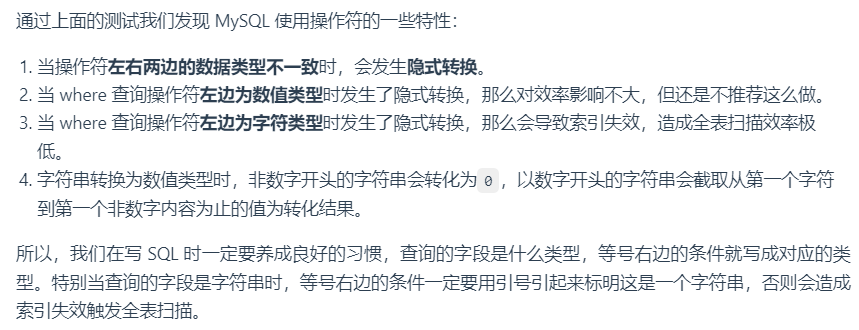 通过上面的测试我们发现 MySQL 使用操作符的一些特性：
1. 当操作符左右两边的数据类型不一致时，会发生隐式转换。
2. 当 where 查询操作符左边为数值类型时发生了隐式转换，那么对效率影响不大，但还是不推荐这么做。
3. 当 where 查询操作符左边为字符类型时发生了隐式转换，那么会导致索引失效，造成全表扫描效率极
低。
4. 字符串转换为数值类型时，非数字开头的字符串会转化为 0 ，以数字开头的字符串会截取从第一个字符
到第一个非数字内容为止的值为转化结果。
所以，我们在写 SQL 时一定要养成良好的习惯，查询的字段是什么类型，等号右边的条件就写成对应的类
型。特别当查询的字段是字符串时，等号右边的条件一定要用引号引起来标明这是一个字符串，否则会造成
索引失效触发全表扫描。